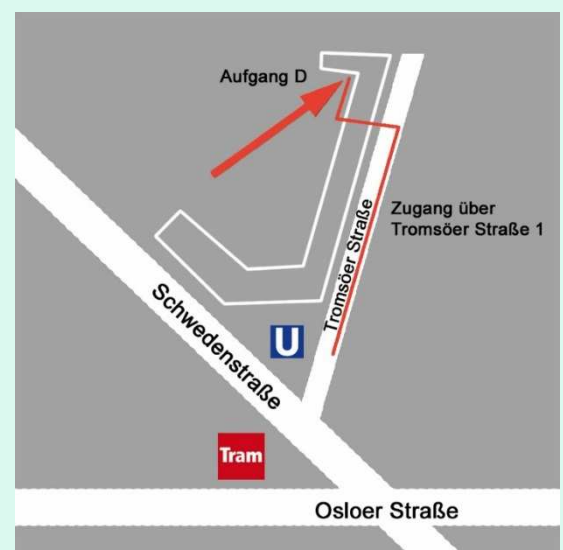 Aufgang D
Zugang über
Tromsöer Straße 1
Tromsöer Straße
Schwedenstraße
U
Tram
Osloer Straße